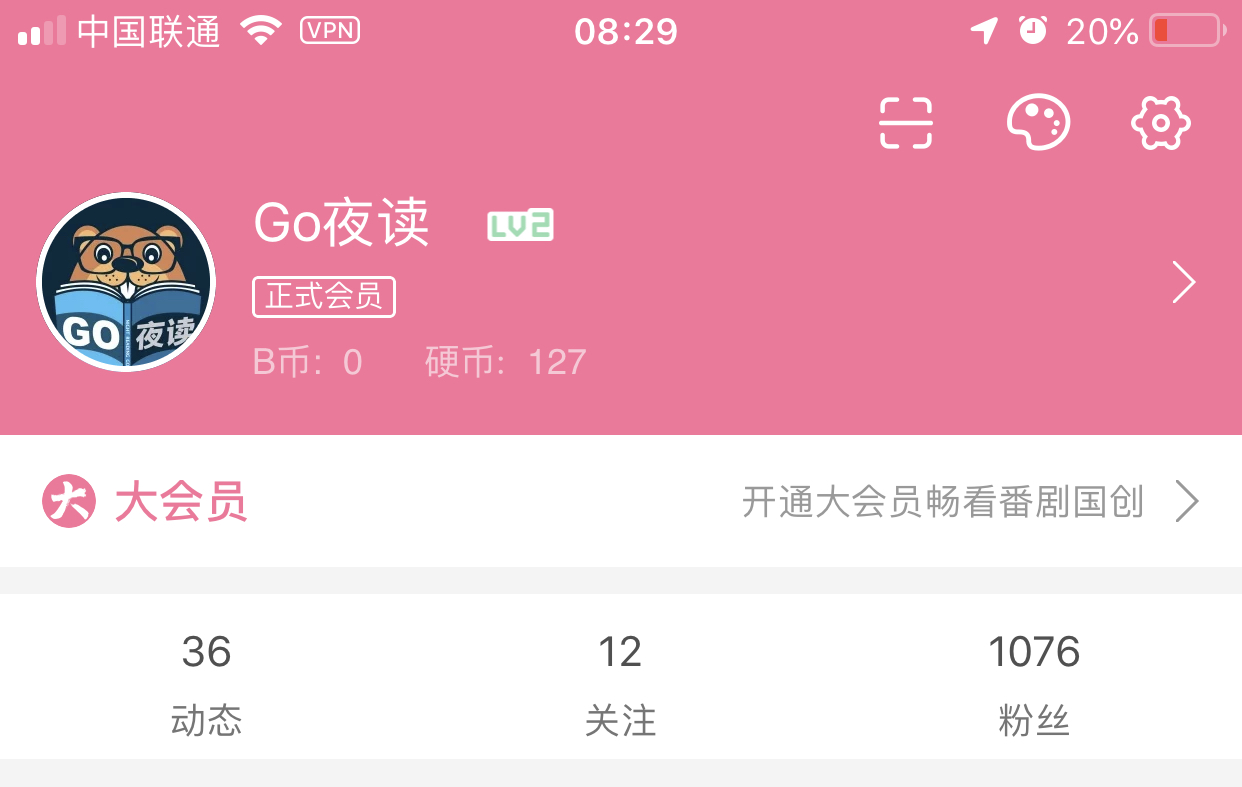 中国联通 VPN 08:29 20%
Go夜读 LV2
正式会员
GO 夜读
B币: 0 硬币: 127
大 大会员 开通大会员畅看番剧国创
36 12 1076
动态 关注 粉丝